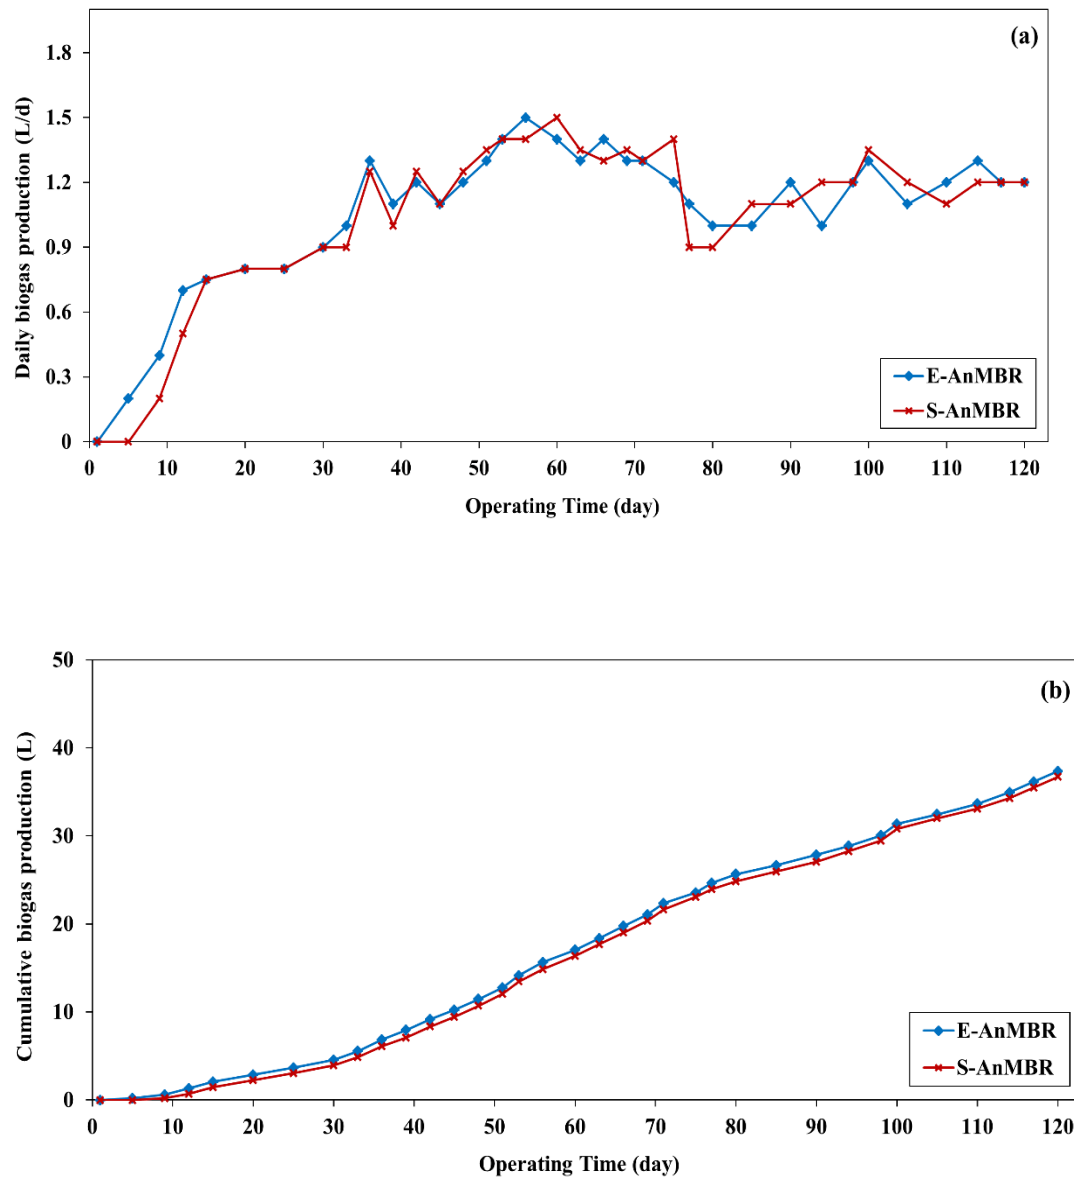 (a)
Daily biogas production (L/d)
1.8
1.5
1.2
0.9
0.6
0.3
0
E-AnMBR
S-AnMBR
0 10 20 30 40 50 60 70 80 90 100 110 120
Operating Time (day)
(b)
Cumulative biogas production (L)
50
40
30
20
10
0
E-AnMBR
S-AnMBR
0 10 20 30 40 50 60 70 80 90 100 110 120
Operating Time (day)